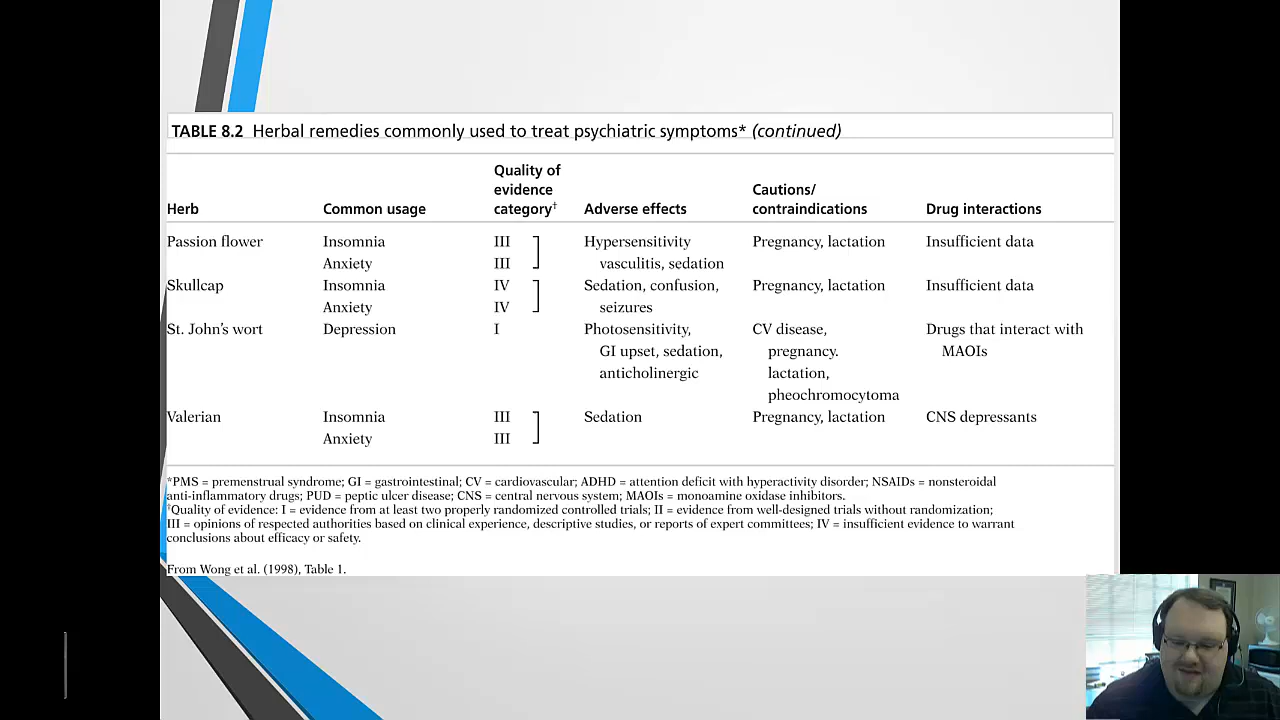 TABLE 8.2 Herbal remedies commonly used to treat psychiatric symptoms* (continued)
Herb Common usage Quality of evidence category† Adverse effects Cautions/ contraindications Drug interactions
Passion flower Insomnia III Hypersensitivity Pregnancy, lactation Insufficient data
Anxiety III vasculitis, sedation
Skullcap Insomnia IV Sedation, confusion, Pregnancy, lactation Insufficient data
Anxiety IV seizures
St. John's wort Depression I Photosensitivity, CV disease, Drugs that interact with
GI upset, sedation, pregnancy. MAOIs
anticholinergic lactation,
pheochromocytoma
Valerian Insomnia III Sedation Pregnancy, lactation CNS depressants
Anxiety III
*PMS = premenstrual syndrome; GI = gastrointestinal; CV = cardiovascular; ADHD = attention deficit with hyperactivity disorder; NSAIDs = nonsteroidal
anti-inflammatory drugs; PUD = peptic ulcer disease; CNS = central nervous system; MAOIs = monoamine oxidase inhibitors.
†Quality of evidence: I = evidence from at least two properly randomized controlled trials; II = evidence from well-designed trials without randomization;
III = opinions of respected authorities based on clinical experience, descriptive studies, or reports of expert committees; IV = insufficient evidence to warrant
conclusions about efficacy or safety.
From Wong et al. (1998), Table 1.